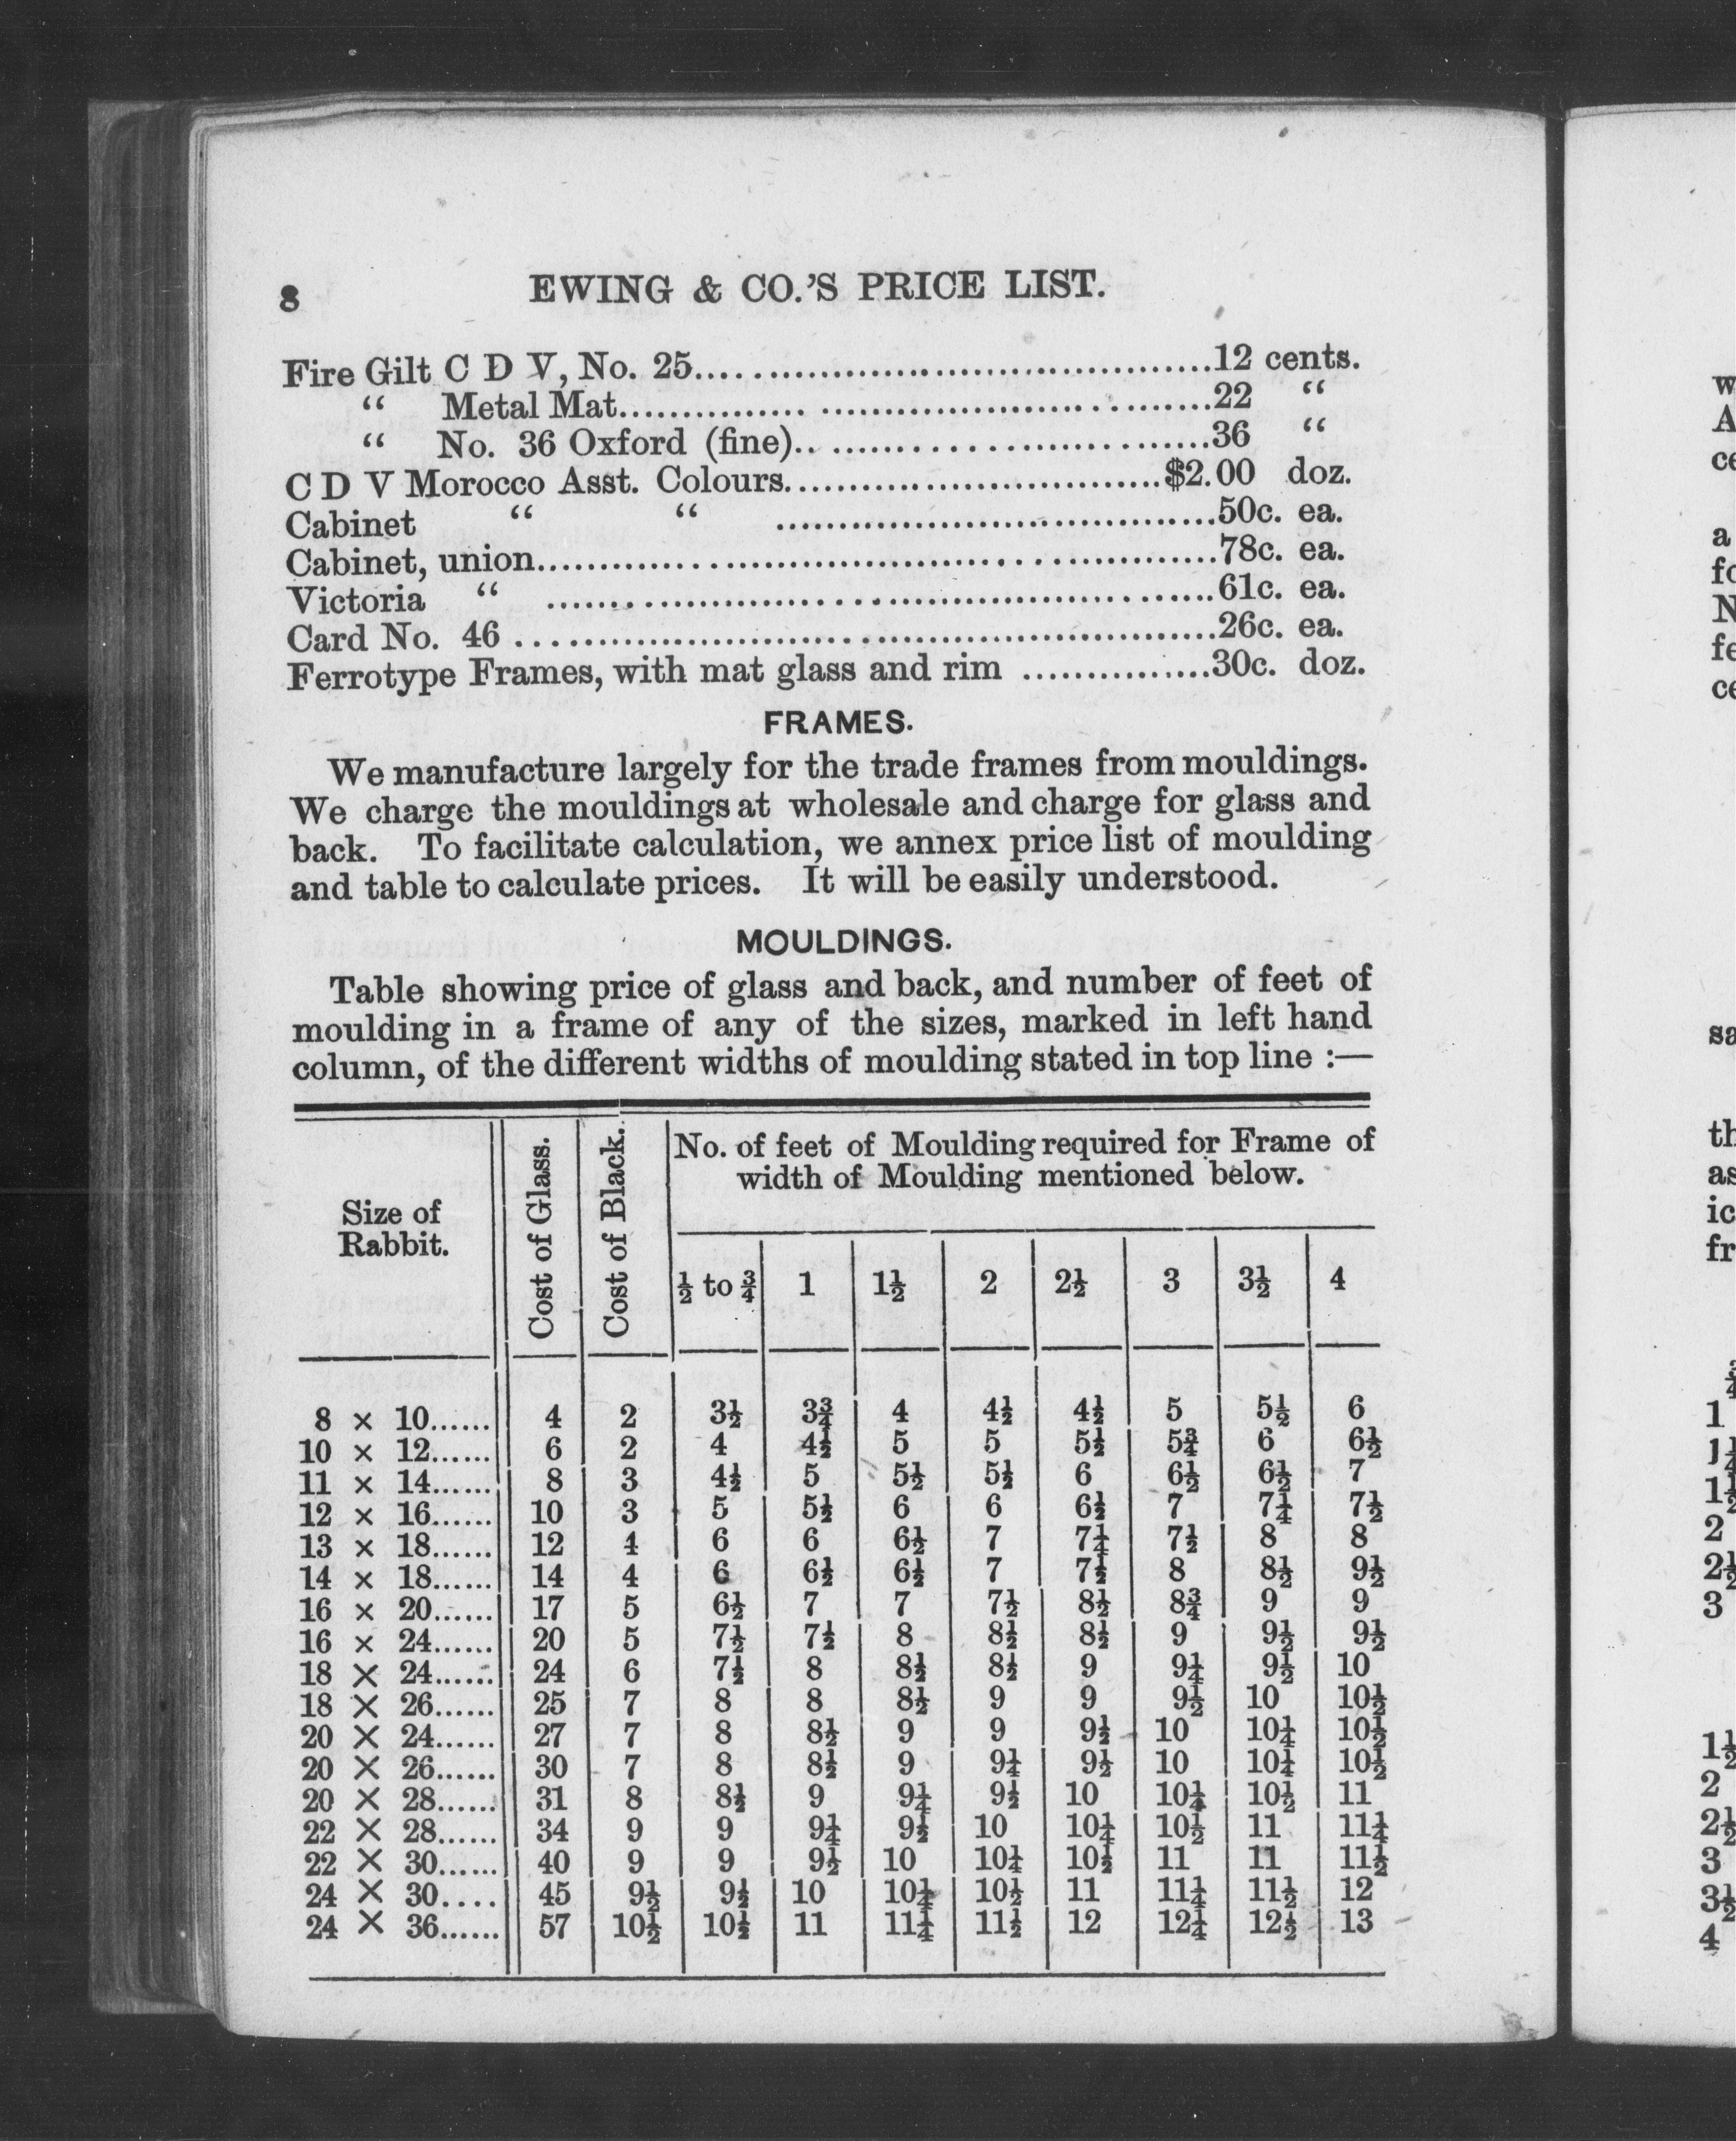 8 EWING & CO.'S PRICE LIST.
Fire Gilt C D V, No. 25........................................12 cents.
“ Metal Mat........................................22 “
“ No. 36 Oxford (fine)........................................36 “
C D V Morocco Asst. Colours..............................$2.00 doz.
Cabinet “ “ ..............................50c. ea.
Cabinet, union........................................78c. ea.
Victoria “ ........................................61c. ea.
Card No. 46 ........................................26c. ea.
Ferrotype Frames, with mat glass and rim ...............30c. doz.
FRAMES.
We manufacture largely for the trade frames from mouldings.
We charge the mouldings at wholesale and charge for glass and
back. To facilitate calculation, we annex price list of moulding
and table to calculate prices. It will be easily understood.
MOULDINGS.
Table showing price of glass and back, and number of feet of
moulding in a frame of any of the sizes, marked in left hand
column, of the different widths of moulding stated in top line :—
Size of
Rabbit.
Cost of Glass.
Cost of Black.
No. of feet of Moulding required for Frame of
width of Moulding mentioned below.
½ to ¾ 1 1½ 2 2½ 3 3½ 4
8 × 10...... 4 2 3½ 3¾ 4 4½ 4½ 5 5½ 6
10 × 12...... 6 2 4 4½ 5 5 5½ 5¾ 6 6½
11 × 14...... 8 3 4½ 5 5½ 5½ 6 6½ 6½ 7
12 × 16...... 10 3 5 5½ 6 6 6½ 7 7¼ 7½
13 × 18...... 12 4 6 6 6½ 7 7¼ 7½ 8 8
14 × 18...... 14 4 6 6½ 6½ 7 7½ 8 8½ 9½
16 × 20...... 17 5 6½ 7 7 7½ 8½ 8¾ 9 9
16 × 24...... 20 5 7½ 7½ 8 8½ 8½ 9 9½ 9½
18 × 24...... 24 6 7½ 8 8½ 8½ 9 9¼ 9½ 10
18 × 26...... 25 7 8 8 8½ 9 9 9½ 10 10½
20 × 24...... 27 7 8 8½ 9 9 9½ 10 10¼ 10½
20 × 26...... 30 7 8 8½ 9 9¼ 9½ 10 10¼ 10½
20 × 28...... 31 8 8½ 9 9¼ 9½ 10 10¼ 10½ 11
22 × 28...... 34 9 9 9¼ 9½ 10 10¼ 10½ 11 11¼
22 × 30...... 40 9 9 9½ 10 10¼ 10½ 11 11 11½
24 × 30.... 45 9½ 9½ 10 10¼ 10½ 11 11¼ 11½ 12
24 × 36...... 57 10½ 10½ 11 11¼ 11½ 12 12¼ 12½ 13